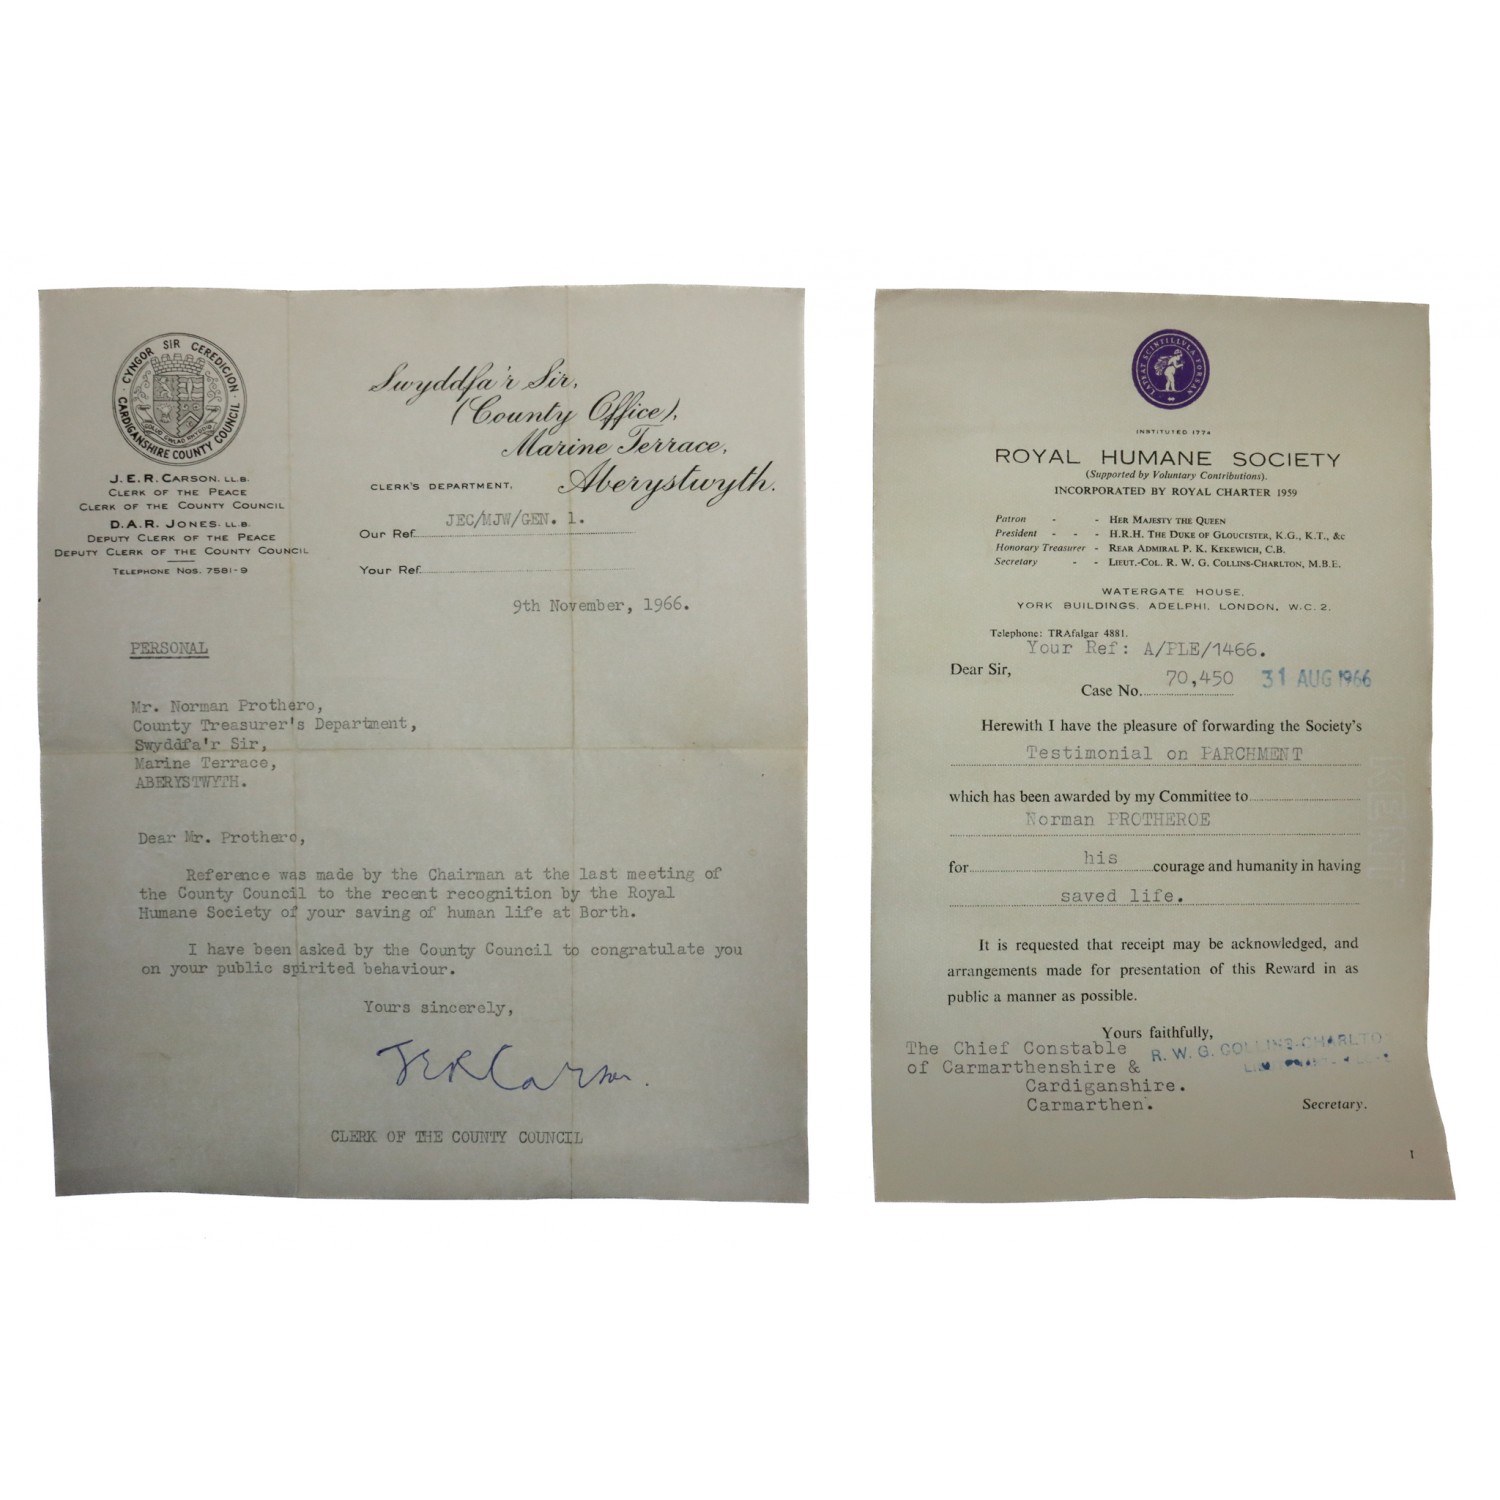 CYNGOR SIR CEREDIGION
CARDIGANSHIRE COUNTY COUNCIL
J. E. R. CARSON. LL.B.
CLERK OF THE PEACE
CLERK OF THE COUNTY COUNCIL
D. A. R. JONES. LL.B.
DEPUTY CLERK OF THE PEACE
DEPUTY CLERK OF THE COUNTY COUNCIL
TELEPHONE NOS. 7581-9
Swyddfa'r Sir,
(County Office),
Marine Terrace,
CLERK'S DEPARTMENT, Aberystwyth.
Our Ref. JEC/MJW/GEN. 1.
Your Ref.
9th November, 1966.
PERSONAL
Mr. Norman Prothero,
County Treasurer's Department,
Swyddfa'r Sir,
Marine Terrace,
ABERYSTWYTH.
Dear Mr. Prothero,
Reference was made by the Chairman at the last meeting of
the County Council to the recent recognition by the Royal
Humane Society of your saving of human life at Borth.
I have been asked by the County Council to congratulate you
on your public spirited behaviour.
Yours sincerely,
JERCarson.
CLERK OF THE COUNTY COUNCIL
LATEAT SCINTILLVLA FORSAN
INSTITUTED 1774
ROYAL HUMANE SOCIETY
(Supported by Voluntary Contributions).
INCORPORATED BY ROYAL CHARTER 1959
Patron - - HER MAJESTY THE QUEEN
President - - - H.R.H. THE DUKE OF GLOUCESTER, K.G., K.T., &c
Honorary Treasurer - REAR ADMIRAL P. K. KEKEWICH, C.B.
Secretary - - LIEUT.-COL. R. W. G. COLLINS-CHARLTON, M.B.E.
WATERGATE HOUSE,
YORK BUILDINGS, ADELPHI, LONDON, W.C. 2.
Telephone: TRAfalgar 4881.
Your Ref: A/PLE/1466.
Dear Sir,
Case No. 70,450 31 AUG 1966
Herewith I have the pleasure of forwarding the Society's
Testimonial on PARCHMENT
which has been awarded by my Committee to
Norman PROTHEROE
for his courage and humanity in having
saved life.
It is requested that receipt may be acknowledged, and
arrangements made for presentation of this Reward in as
public a manner as possible.
Yours faithfully,
The Chief Constable R. W. G. COLLINS-CHARLTO
of Carmarthenshire &
Cardiganshire.
Carmarthen. Secretary.
1